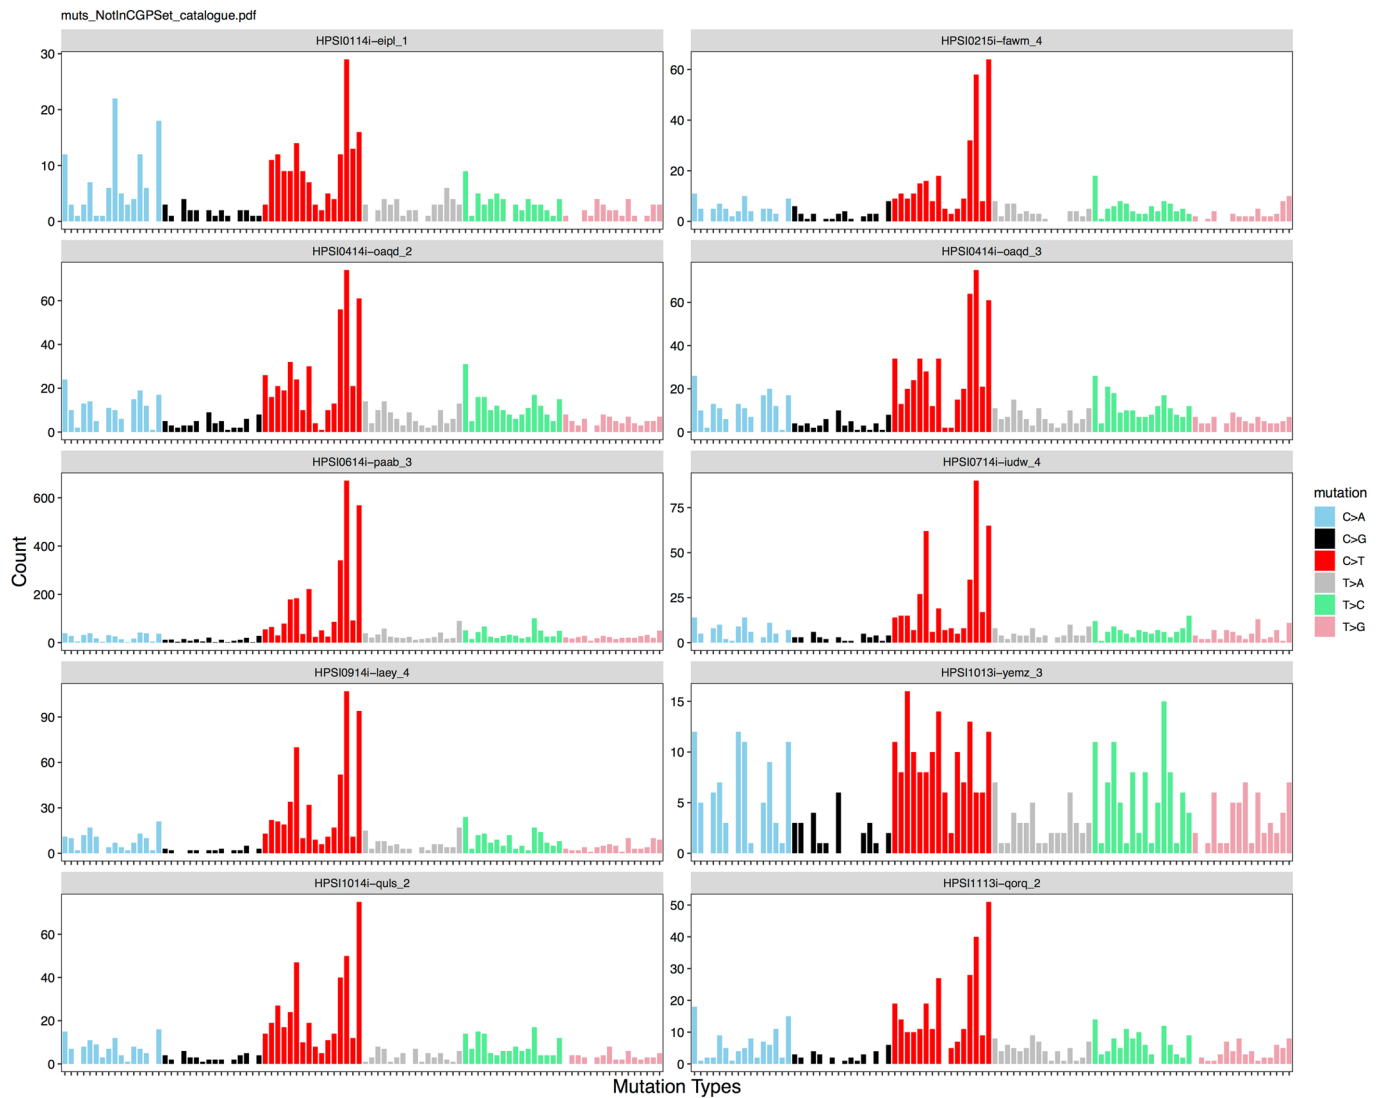 muts_NotInCGPSet_catalogue.pdf
HPSI0114i-eipl_1
30
20
10
0
HPSI0215i-fawm_4
60
40
20
0
HPSI0414i-oaqd_2
60
40
20
0
HPSI0414i-oaqd_3
60
40
20
0
HPSI0614i-paab_3
600
400
200
0
HPSI0714i-iudw_4
75
50
25
0
HPSI0914i-laey_4
90
60
30
0
HPSI1013i-yemz_3
15
10
5
0
HPSI1014i-quls_2
60
40
20
0
HPSI1113i-qorq_2
50
40
30
20
10
0
Count
Mutation Types
mutation
C>A
C>G
C>T
T>A
T>C
T>G